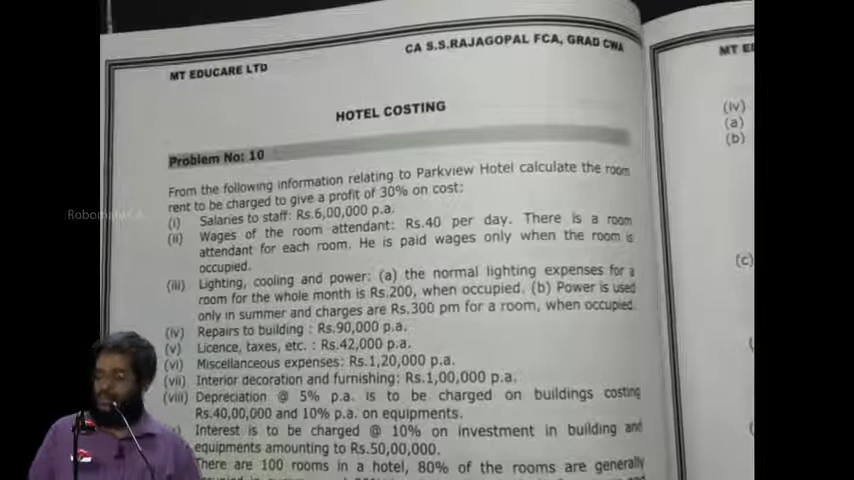 MT EDUCARE LTD
CA S.S.RAJAGOPAL FCA, GRAD CWA
HOTEL COSTING
Problem No: 10
From the following information relating to Parkview Hotel calculate the room
rent to be charged to give a profit of 30% on cost:
(i) Salaries to staff: Rs.6,00,000 p.a.
(ii) Wages of the room attendant: Rs.40 per day. There is a room
attendant for each room. He is paid wages only when the room is
occupied.
(iii) Lighting, cooling and power: (a) the normal lighting expenses for a
room for the whole month is Rs.200, when occupied. (b) Power is used
only in summer and charges are Rs.300 pm for a room, when occupied.
(iv) Repairs to building : Rs.90,000 p.a.
(v) Licence, taxes, etc. : Rs.42,000 p.a.
(vi) Miscellaneous expenses: Rs.1,20,000 p.a.
(vii) Interior decoration and furnishing: Rs.1,00,000 p.a.
(viii) Depreciation @ 5% p.a. is to be charged on buildings costing
Rs.40,00,000 and 10% p.a. on equipments.
Interest is to be charged @ 10% on investment in building and
equipments amounting to Rs.50,00,000.
There are 100 rooms in a hotel, 80% of the rooms are generally
MT
(iv)
(a)
(b)
(c)